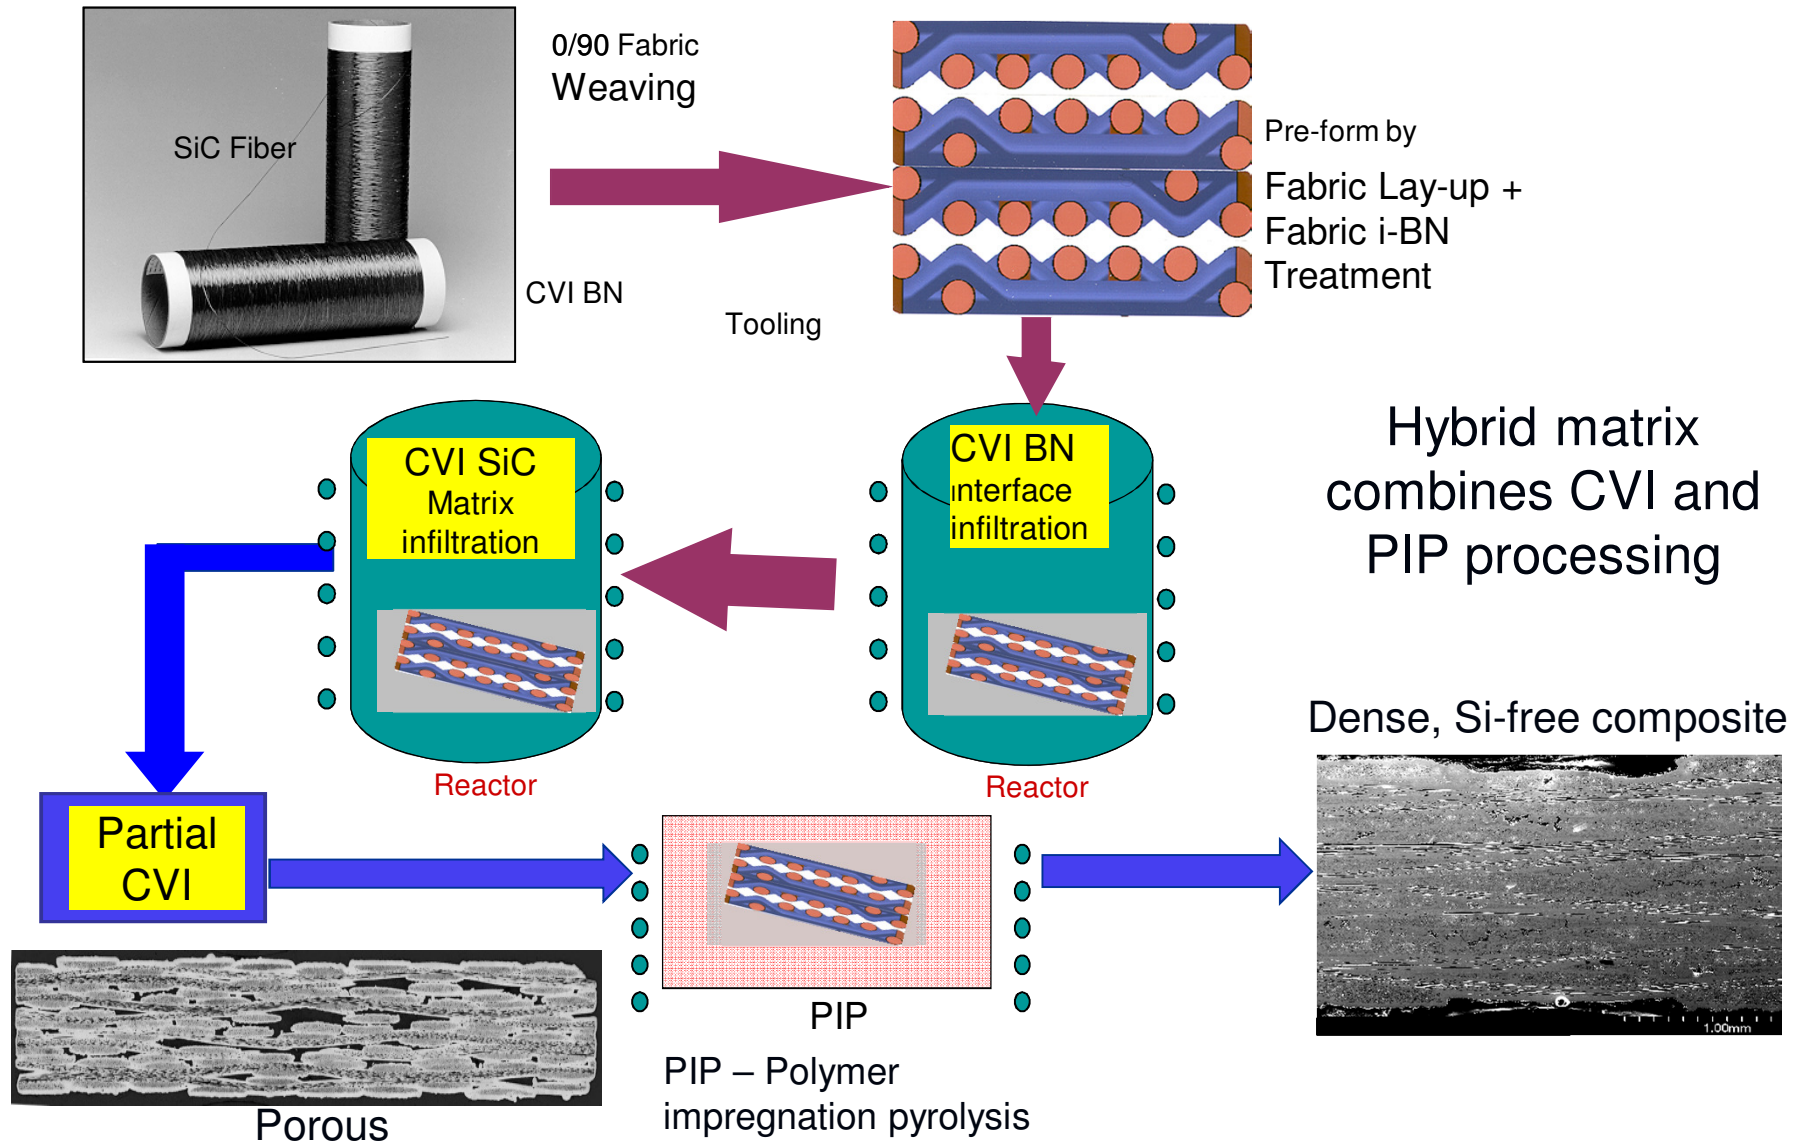 SiC Fiber
0/90 Fabric
Weaving
CVI BN
Tooling
Pre-form by
Fabric Lay-up +
Fabric i-BN
Treatment
CVI SiC
Matrix
infiltration
Reactor
CVI BN
Interface
infiltration
Reactor
Hybrid matrix
combines CVI and
PIP processing
Dense, Si-free composite
1.00mm
Partial
CVI
Porous
PIP
PIP – Polymer
impregnation pyrolysis